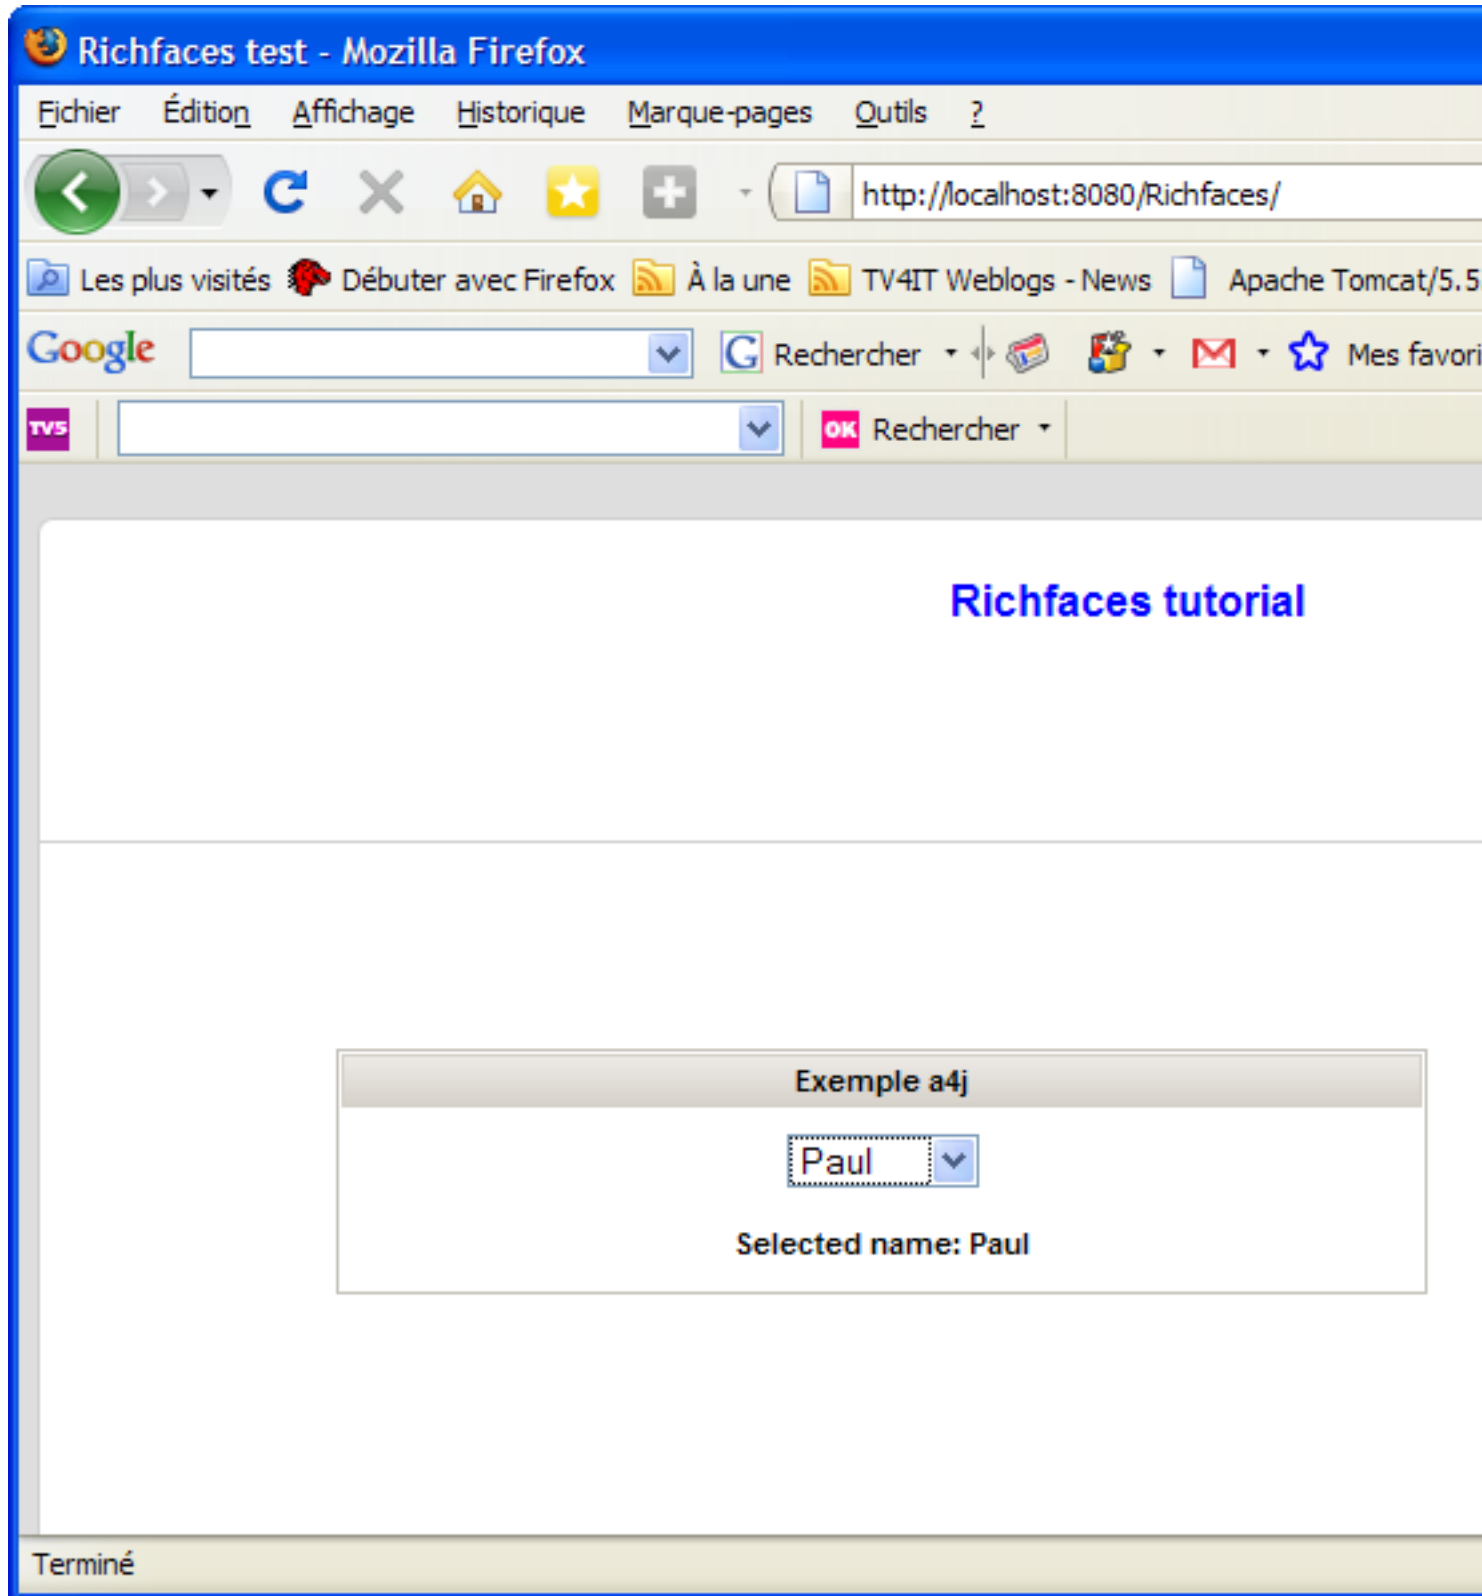 Richfaces test - Mozilla Firefox
Fichier Édition Affichage Historique Marque-pages Outils ?
http://localhost:8080/Richfaces/
Les plus visités Débuter avec Firefox À la une TV4IT Weblogs - News Apache Tomcat/5.5
Google G Rechercher Mes favori
TV5 OK Rechercher
Richfaces tutorial
Exemple a4j
Paul
Selected name: Paul
Terminé